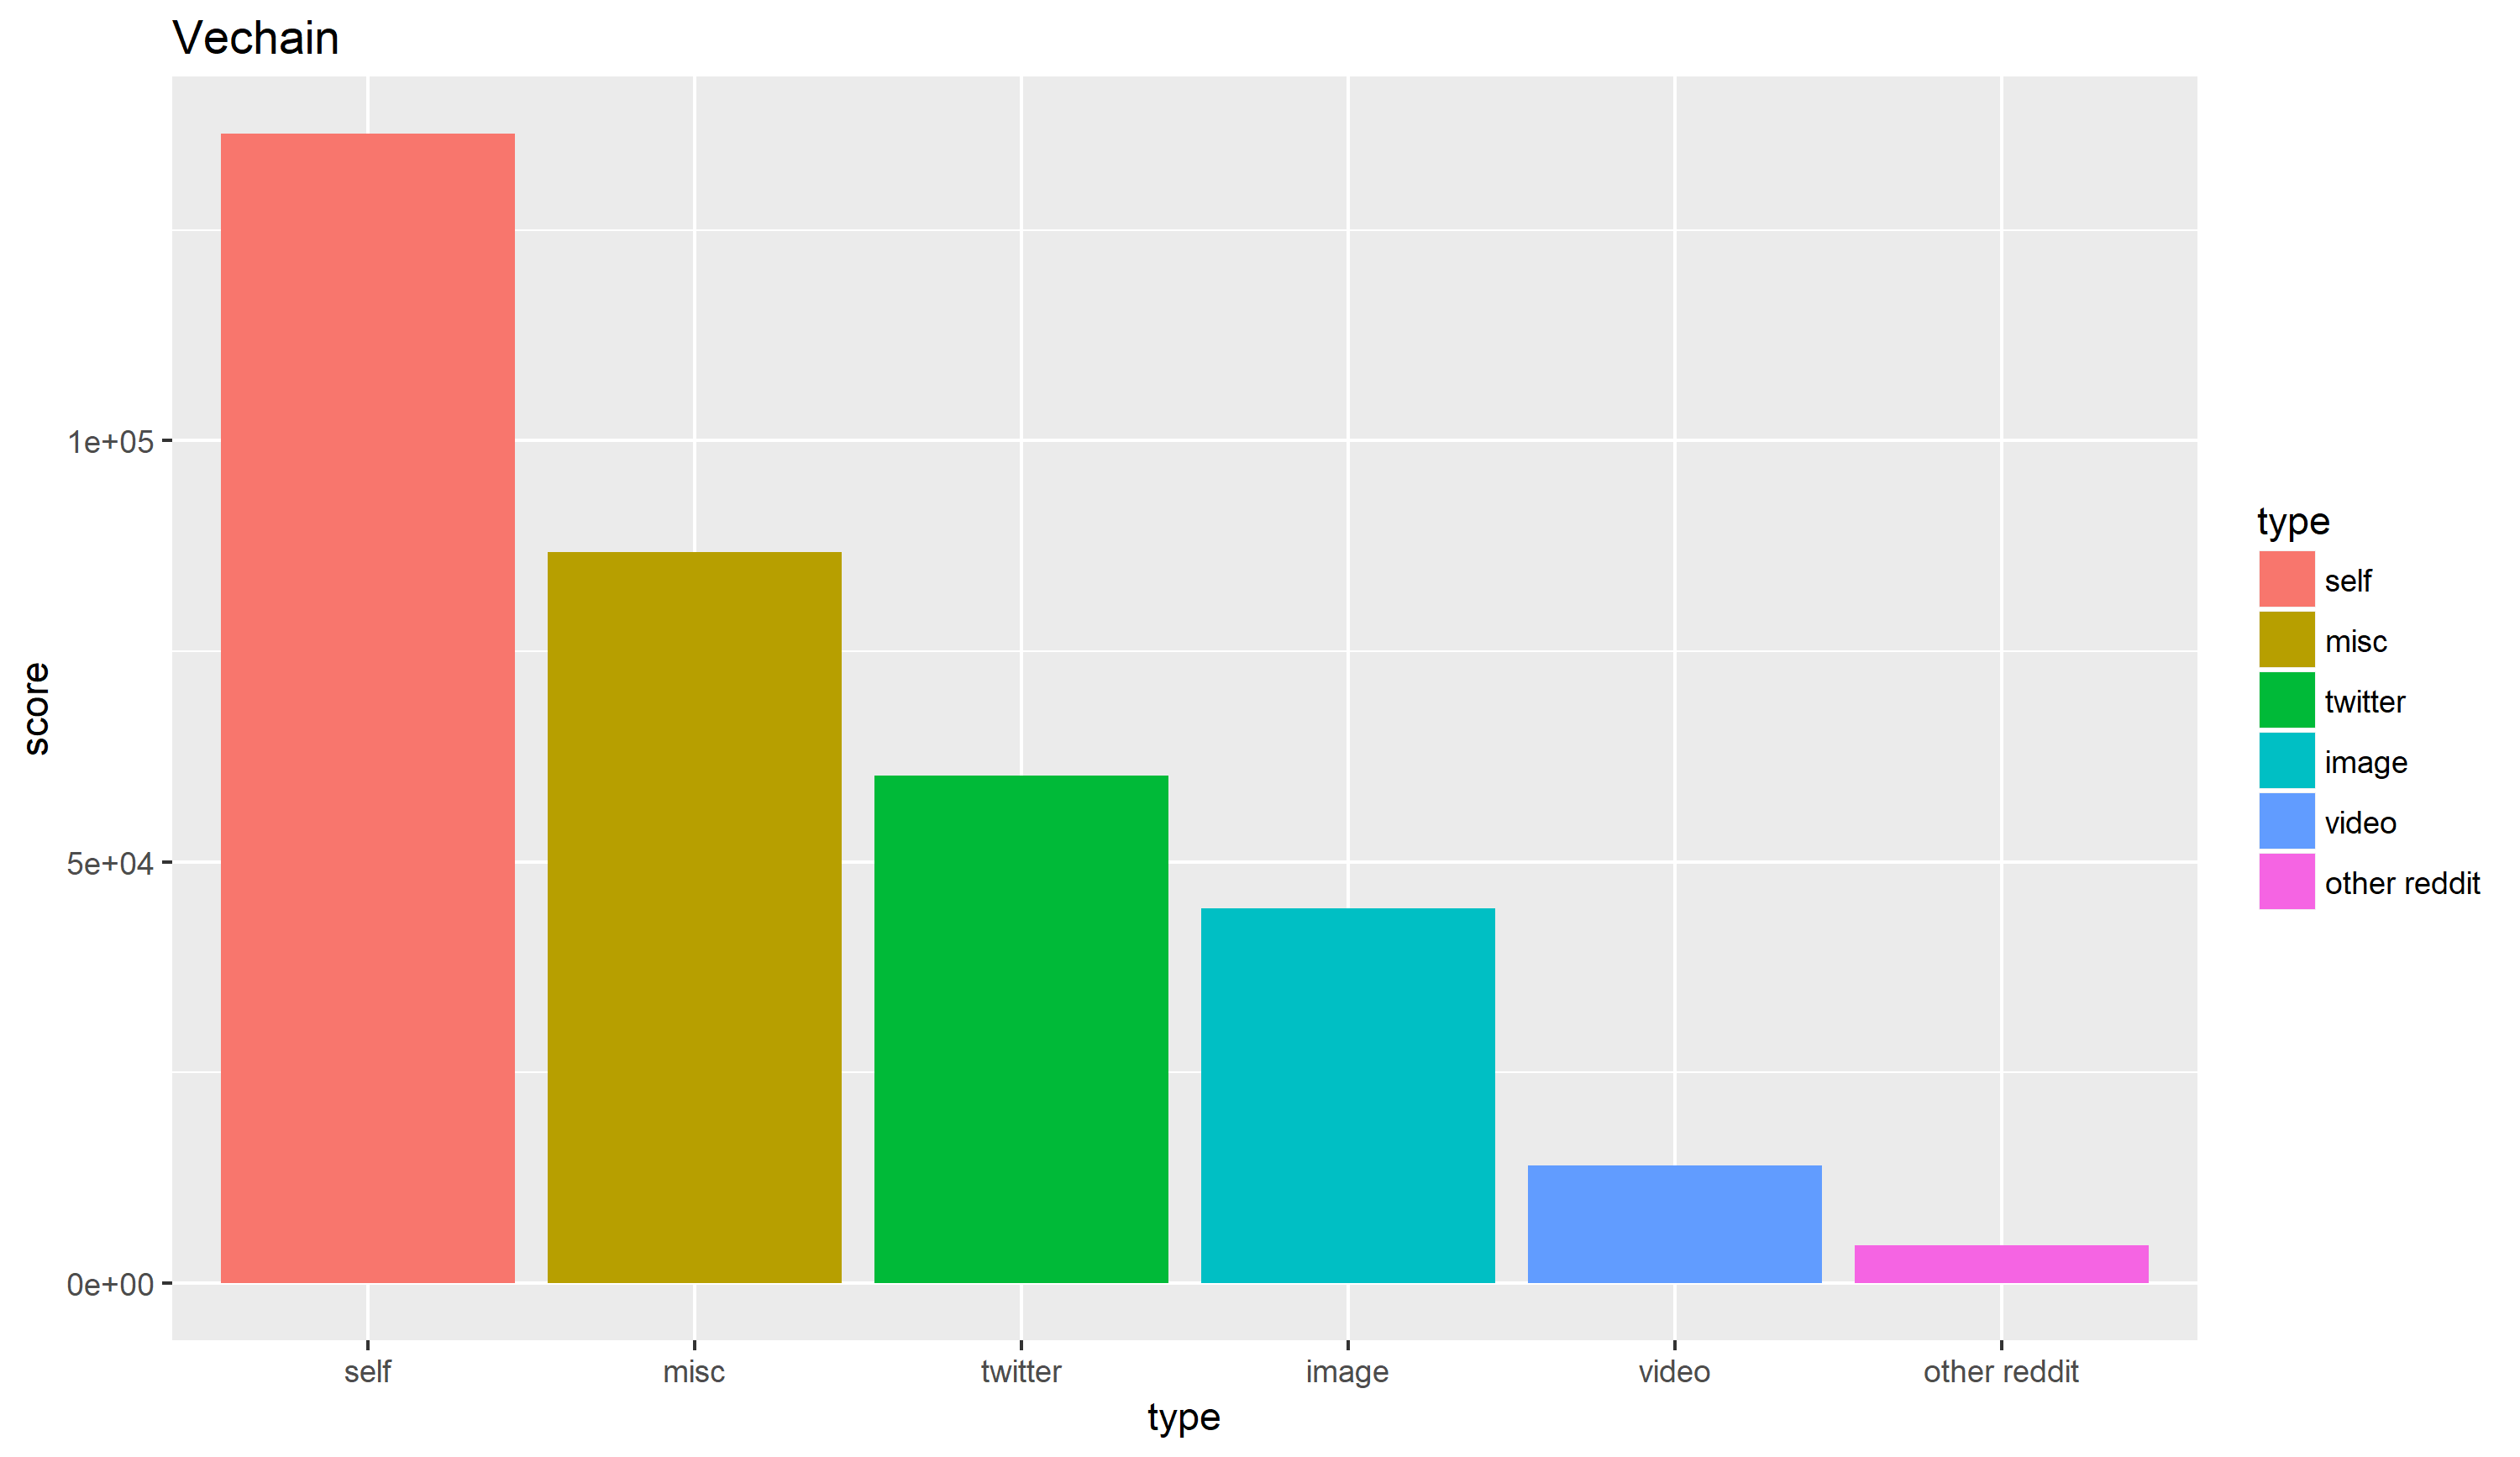 Vechain
score
1e+05
5e+04
0e+00
self
misc
twitter
image
video
other reddit
type
type
self
misc
twitter
image
video
other reddit